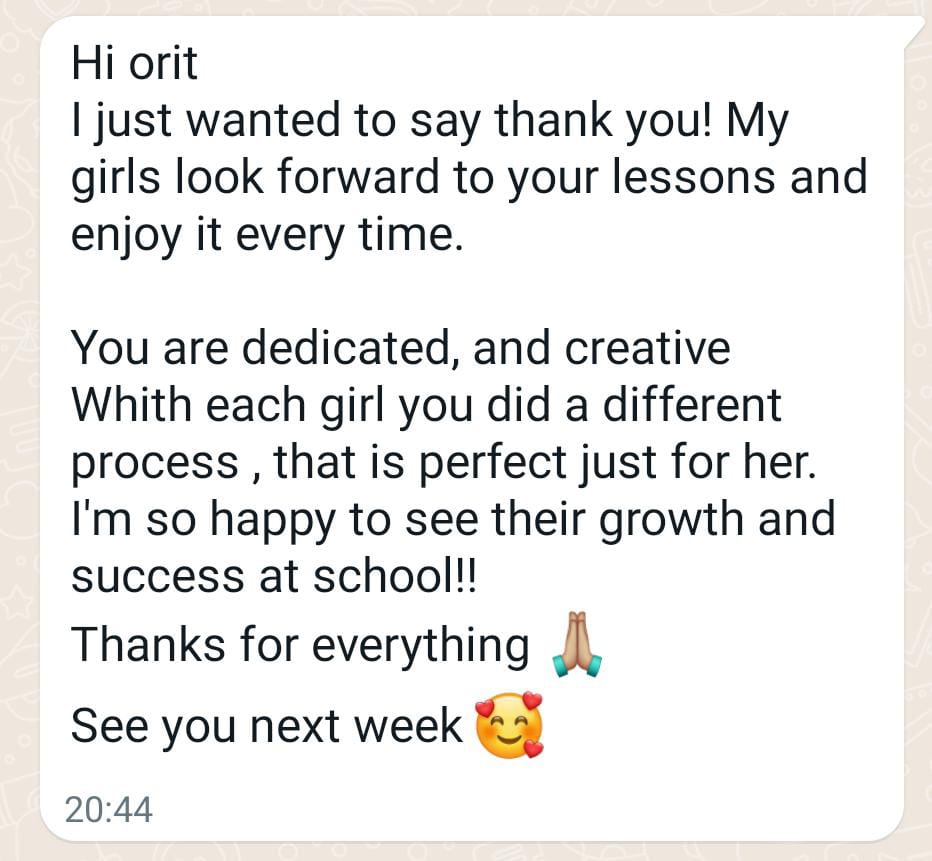 Hi orit
I just wanted to say thank you! My
girls look forward to your lessons and
enjoy it every time.
You are dedicated, and creative
Whith each girl you did a different
process , that is perfect just for her.
I'm so happy to see their growth and
success at school!!
Thanks for everything 🙏🏽
See you next week 🥰
20:44